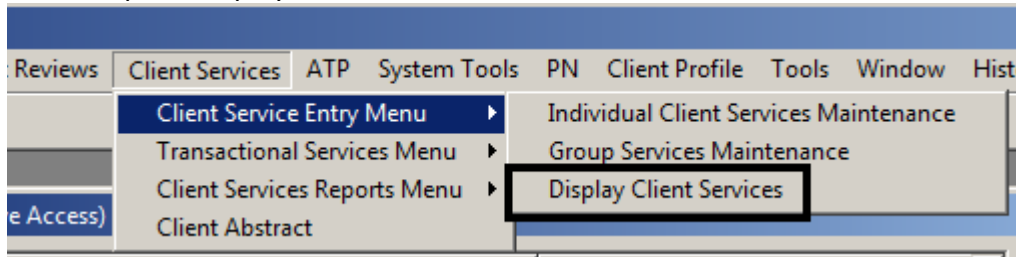 Reviews Client Services ATP System Tools PN Client Profile Tools Window Hist
Client Service Entry Menu Individual Client Services Maintenance
Transactional Services Menu Group Services Maintenance
Client Services Reports Menu Display Client Services
e Access) Client Abstract